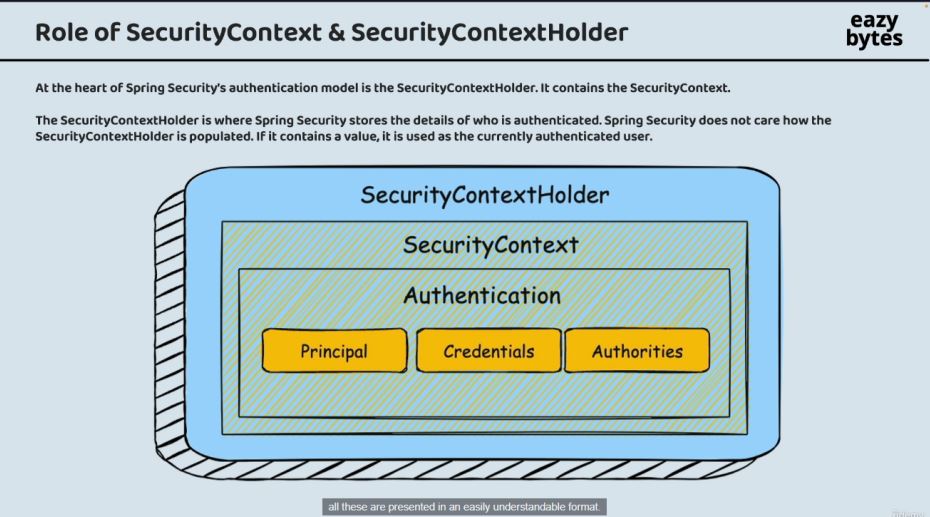 Role of SecurityContext & SecurityContextHolder
eazy
bytes
At the heart of Spring Security's authentication model is the SecurityContextHolder. It contains the SecurityContext.
The SecurityContextHolder is where Spring Security stores the details of who is authenticated. Spring Security does not care how the
SecurityContextHolder is populated. If it contains a value, it is used as the currently authenticated user.
SecurityContextHolder
SecurityContext
Authentication
Principal
Credentials
Authorities
all these are presented in an easily understandable format.